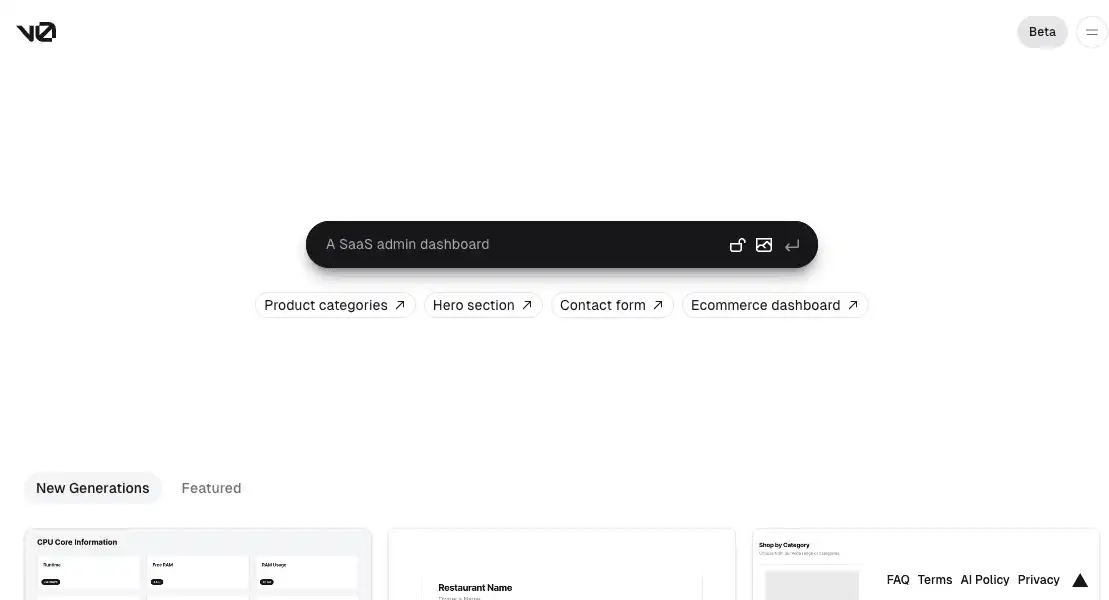 v0
Beta
A SaaS admin dashboard
Product categories
Hero section
Contact form
Ecommerce dashboard
New Generations
Featured
CPU Core Information
Runtime
Free RAM
RAM Usage
Restaurant Name
Shop by Category
FAQ
Terms
AI Policy
Privacy